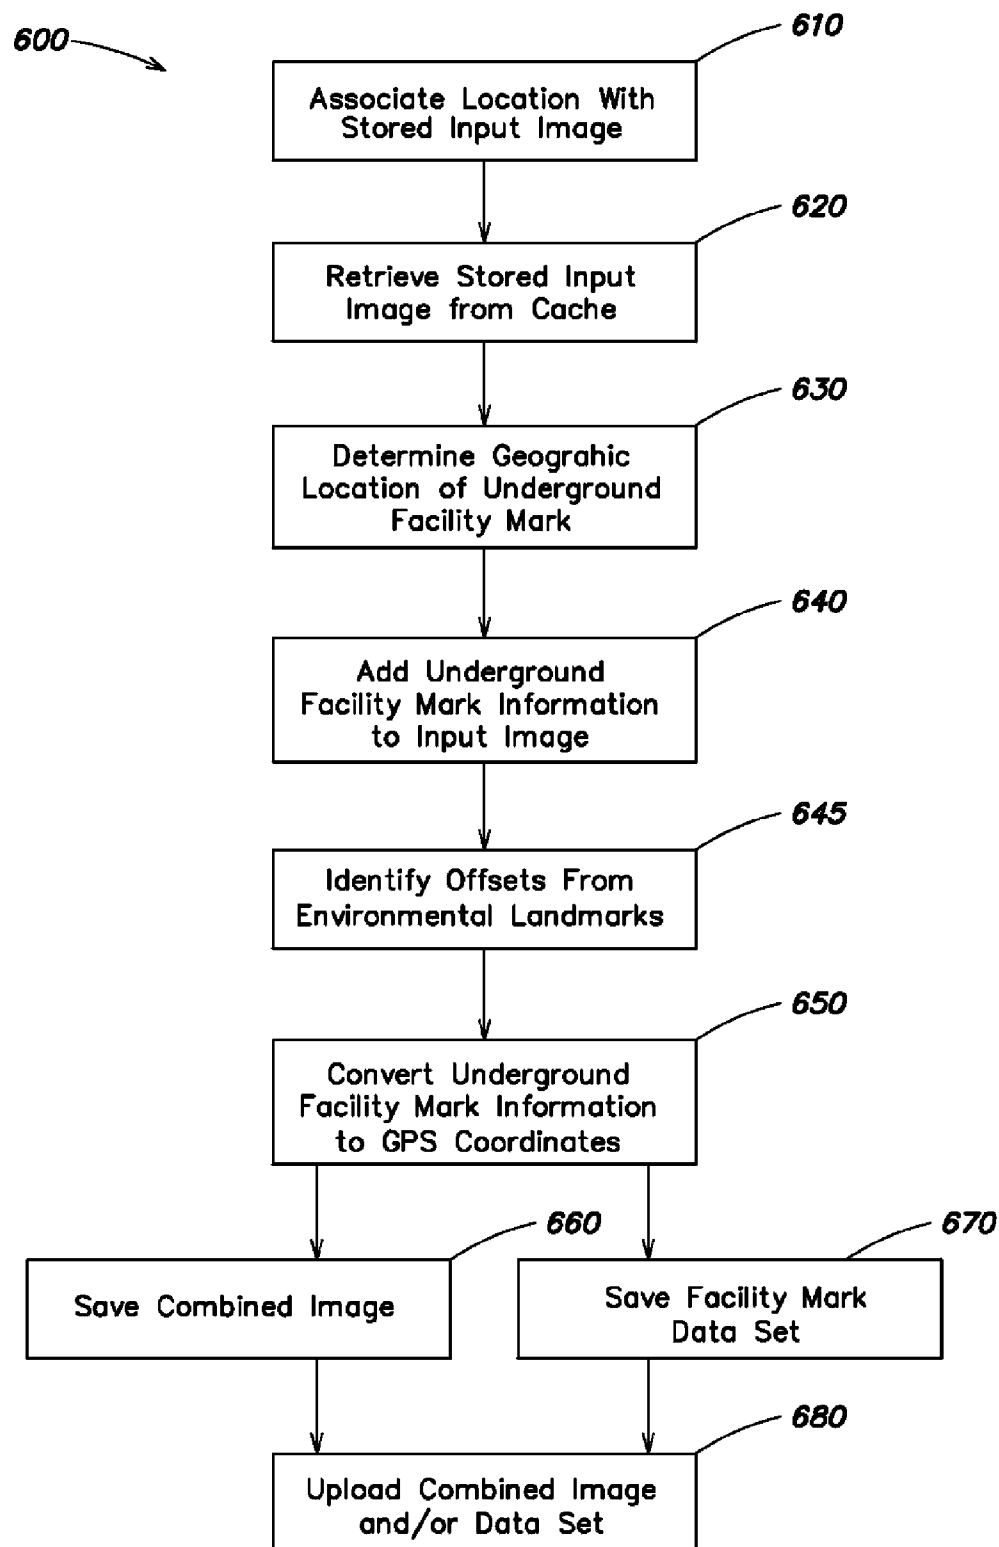 600
610
Associate Location With
Stored Input Image
620
Retrieve Stored Input
Image from Cache
630
Determine Geograhic
Location of Underground
Facility Mark
640
Add Underground
Facility Mark Information
to Input Image
645
Identify Offsets From
Environmental Landmarks
650
Convert Underground
Facility Mark Information
to GPS Coordinates
660
Save Combined Image
670
Save Facility Mark
Data Set
680
Upload Combined Image
and/or Data Set